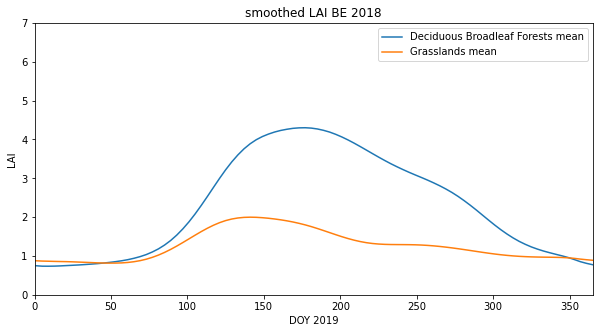 smoothed LAI BE 2018
Deciduous Broadleaf Forests mean
Grasslands mean
LAI
7
6
5
4
3
2
1
0
0 50 100 150 200 250 300 350
DOY 2019